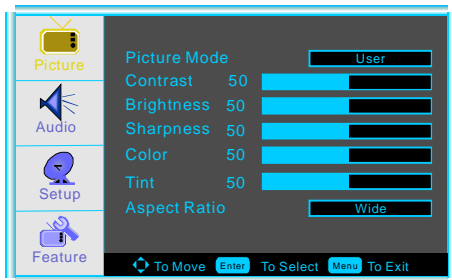 Picture
Audio
Setup
Feature
Picture Mode User
Contrast 50
Brightness 50
Sharpness 50
Color 50
Tint 50
Aspect Ratio Wide
To Move Enter To Select Menu To Exit